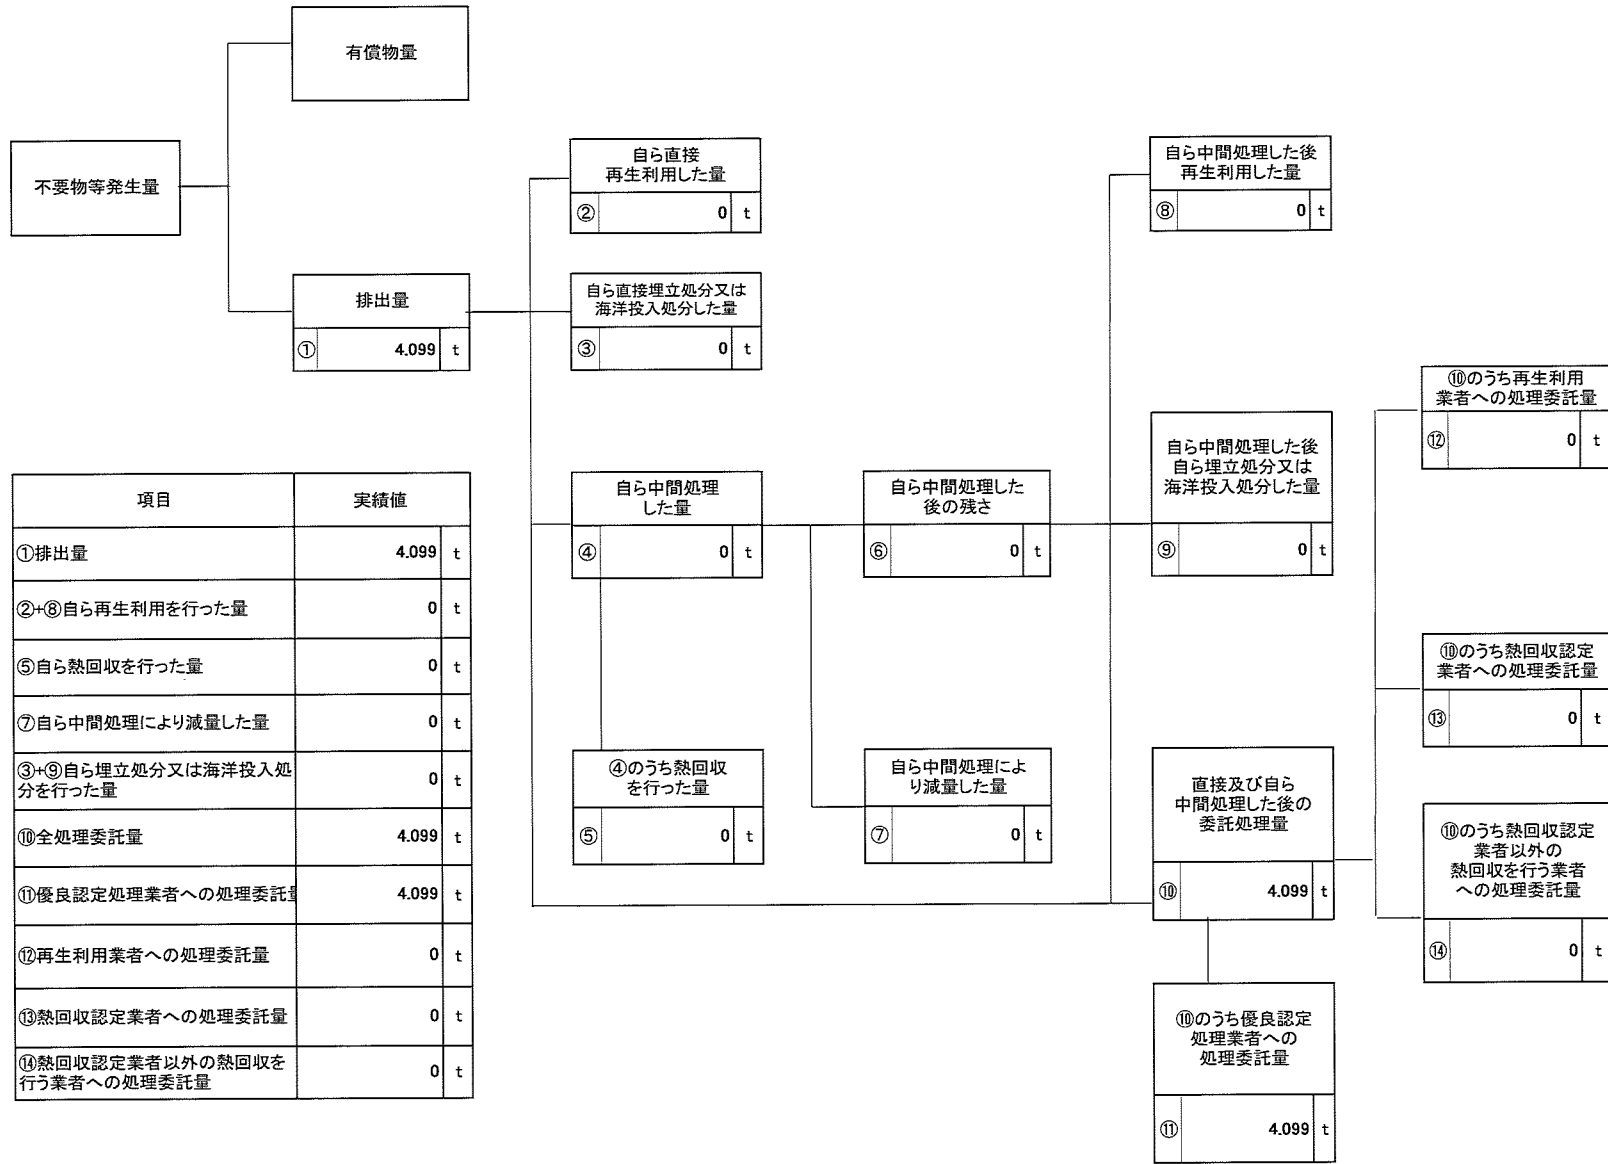 有償物量
不要物等発生量
排出量
① 4.099 t
自ら直接
再生利用した量
② 0 t
自ら直接埋立処分又は
海洋投入処分した量
③ 0 t
自ら中間処理
した量
④ 0 t
④のうち熱回収
を行った量
⑤ 0 t
自ら中間処理した
後の残さ
⑥ 0 t
自ら中間処理によ
り減量した量
⑦ 0 t
自ら中間処理した後
再生利用した量
⑧ 0 t
自ら中間処理した後
自ら埋立処分又は
海洋投入処分した量
⑨ 0 t
直接及び自ら
中間処理した後の
委託処理量
⑩ 4.099 t
⑩のうち優良認定
処理業者への
処理委託量
⑪ 4.099 t
⑩のうち再生利用
業者への処理委託量
⑫ 0 t
⑩のうち熱回収認定
業者への処理委託量
⑬ 0 t
⑩のうち熱回収認定
業者以外の
熱回収を行う業者
への処理委託量
⑭ 0 t
項目 実績値
①排出量 4.099 t
②+⑧自ら再生利用を行った量 0 t
⑤自ら熱回収を行った量 0 t
⑦自ら中間処理により減量した量 0 t
③+⑨自ら埋立処分又は海洋投入処
分を行った量 0 t
⑩全処理委託量 4.099 t
⑪優良認定処理業者への処理委託量 4.099 t
⑫再生利用業者への処理委託量 0 t
⑬熱回収認定業者への処理委託量 0 t
⑭熱回収認定業者以外の熱回収を
行う業者への処理委託量 0 t